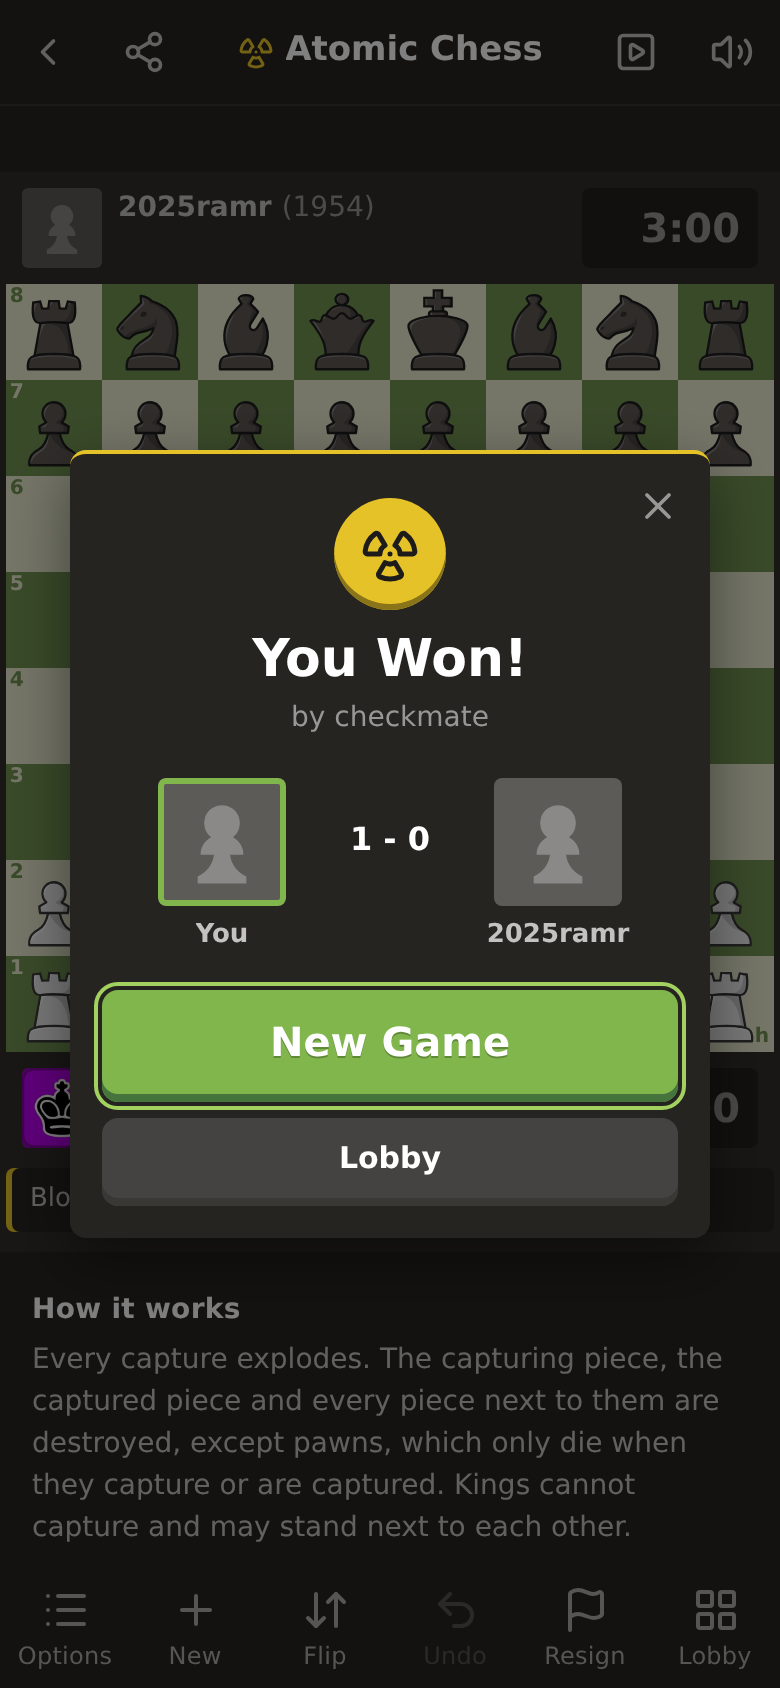 Atomic Chess
2025ramr (1954)
3:00
8
7
6
5
4
3
2
1
h
You Won!
by checkmate
1 - 0
You
2025ramr
New Game
Lobby
0
Blo
How it works
Every capture explodes. The capturing piece, the
captured piece and every piece next to them are
destroyed, except pawns, which only die when
they capture or are captured. Kings cannot
capture and may stand next to each other.
Options
New
Flip
Undo
Resign
Lobby